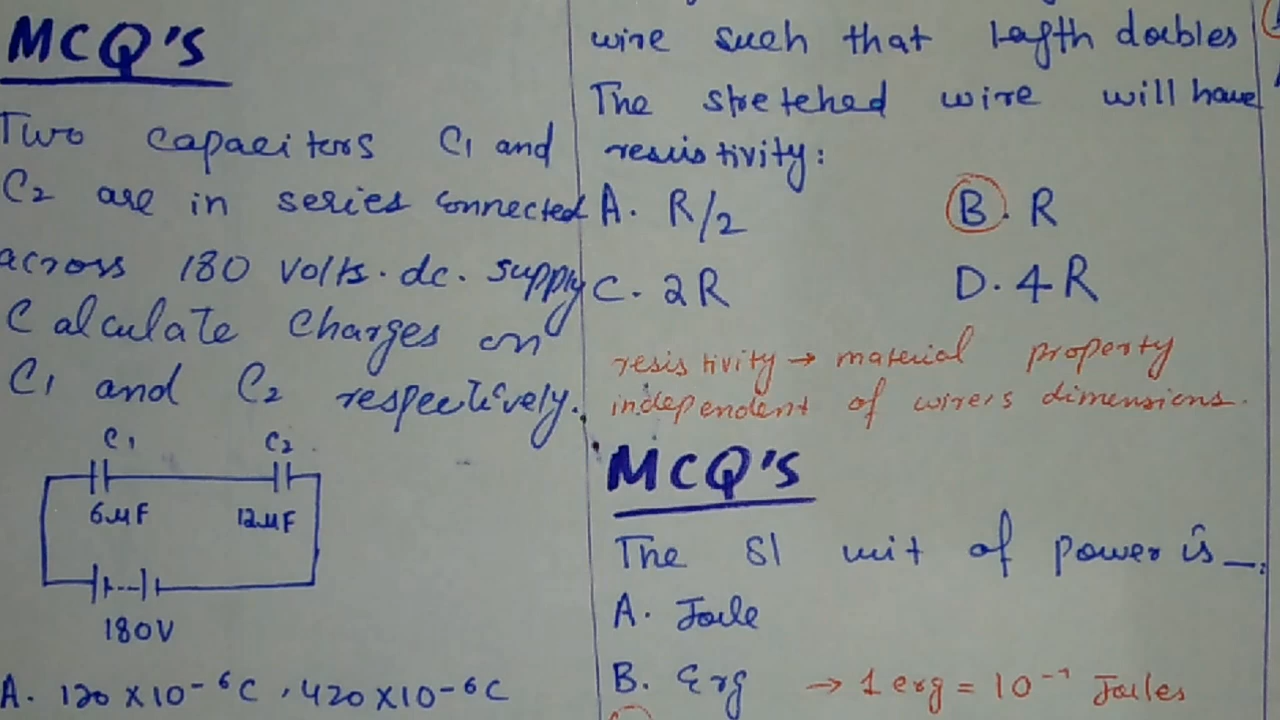 MCQ'S
Two capacitors C1 and
C2 are in series connected
across 180 volts. dc. supply
Calculate Charges on
C1 and C2 respectively.
C1 C2
6μF 12μF
180V
A. 120×10-6C, 420×10-6C
wire such that length doubles
The stretched wire will have
resistivity:
A. R/2 B. R
C. 2R D. 4R
resistivity → material property
independent of wire's dimensions.
MCQ'S
The SI unit of power is _.
A. Joule
B. Erg → 1 erg = 10-7 Joules